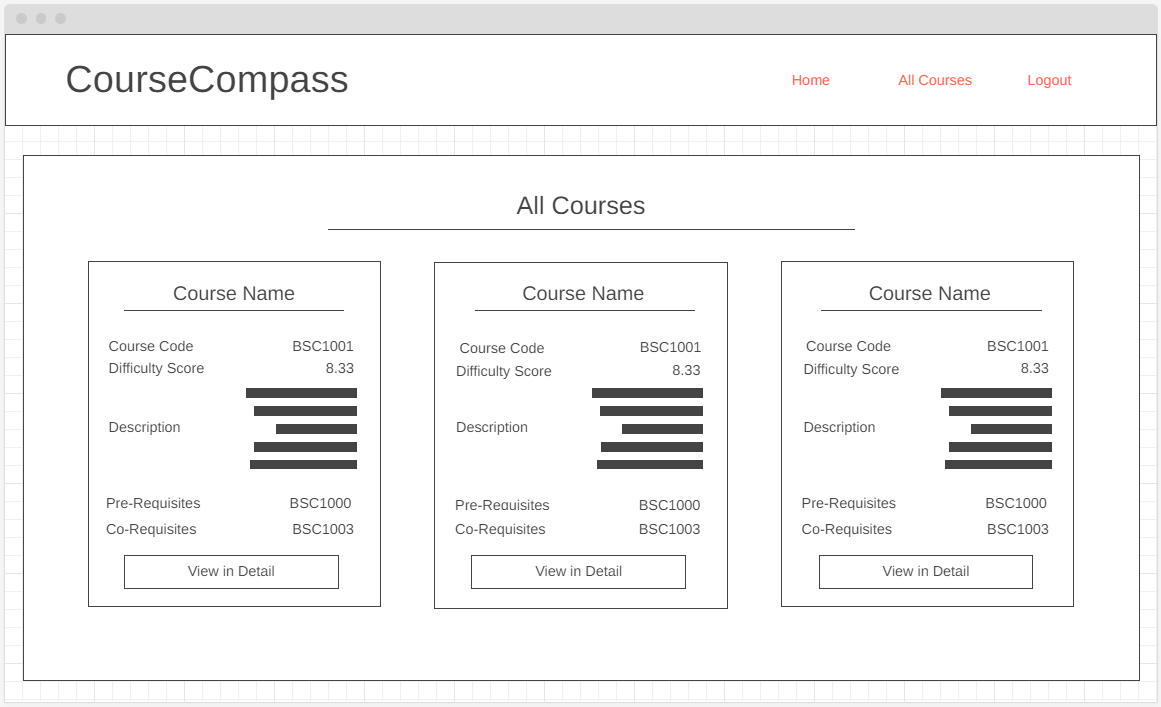 CourseCompass
Home All Courses Logout
All Courses
Course Name
Course Code BSC1001
Difficulty Score 8.33
Description
Pre-Requisites BSC1000
Co-Requisites BSC1003
View in Detail
Course Name
Course Code BSC1001
Difficulty Score 8.33
Description
Pre-Requisites BSC1000
Co-Requisites BSC1003
View in Detail
Course Name
Course Code BSC1001
Difficulty Score 8.33
Description
Pre-Requisites BSC1000
Co-Requisites BSC1003
View in Detail